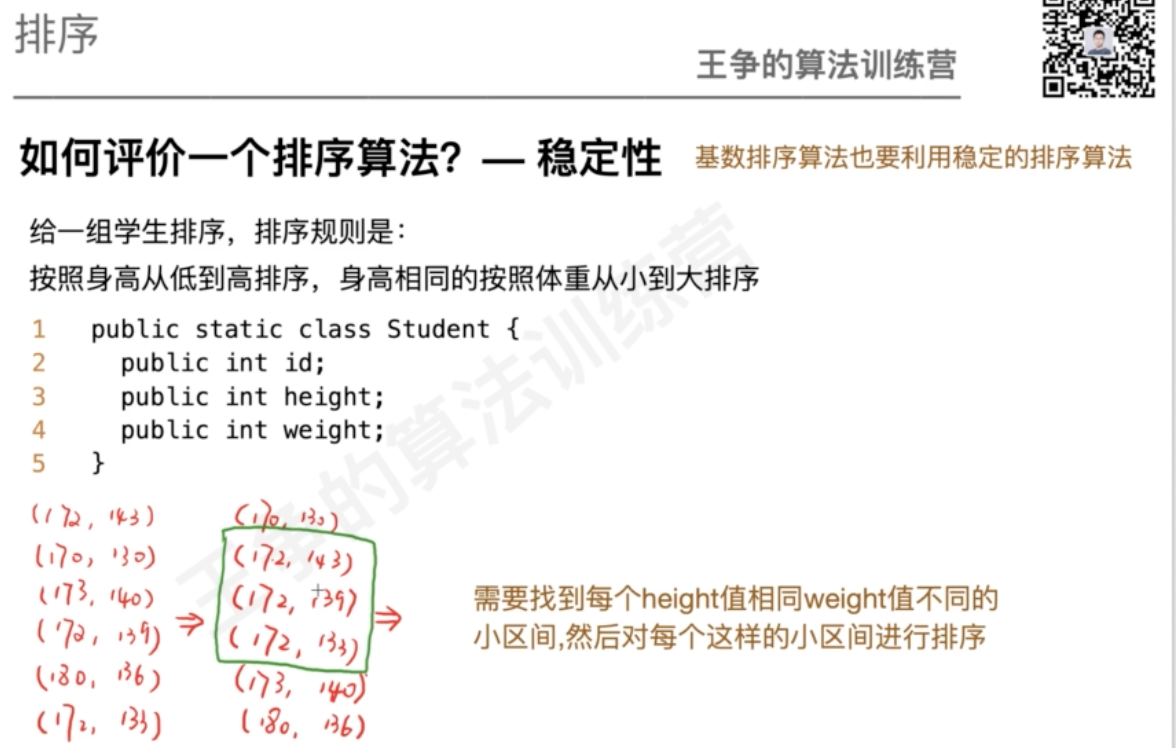 排序
王争的算法训练营
如何评价一个排序算法？— 稳定性
基数排序算法也要利用稳定的排序算法
给一组学生排序，排序规则是：
按照身高从低到高排序，身高相同的按照体重从小到大排序
1 public static class Student {
2 public int id;
3 public int height;
4 public int weight;
5 }
(172, 143)
(170, 130)
(173, 140)
(172, 139)
(180, 136)
(172, 133)
⇒
(170, 130)
(172, 143)
(172, 139)
(172, 133)
(173, 140)
(180, 136)
⇒
需要找到每个height值相同weight值不同的
小区间,然后对每个这样的小区间进行排序
王争的算法训练营